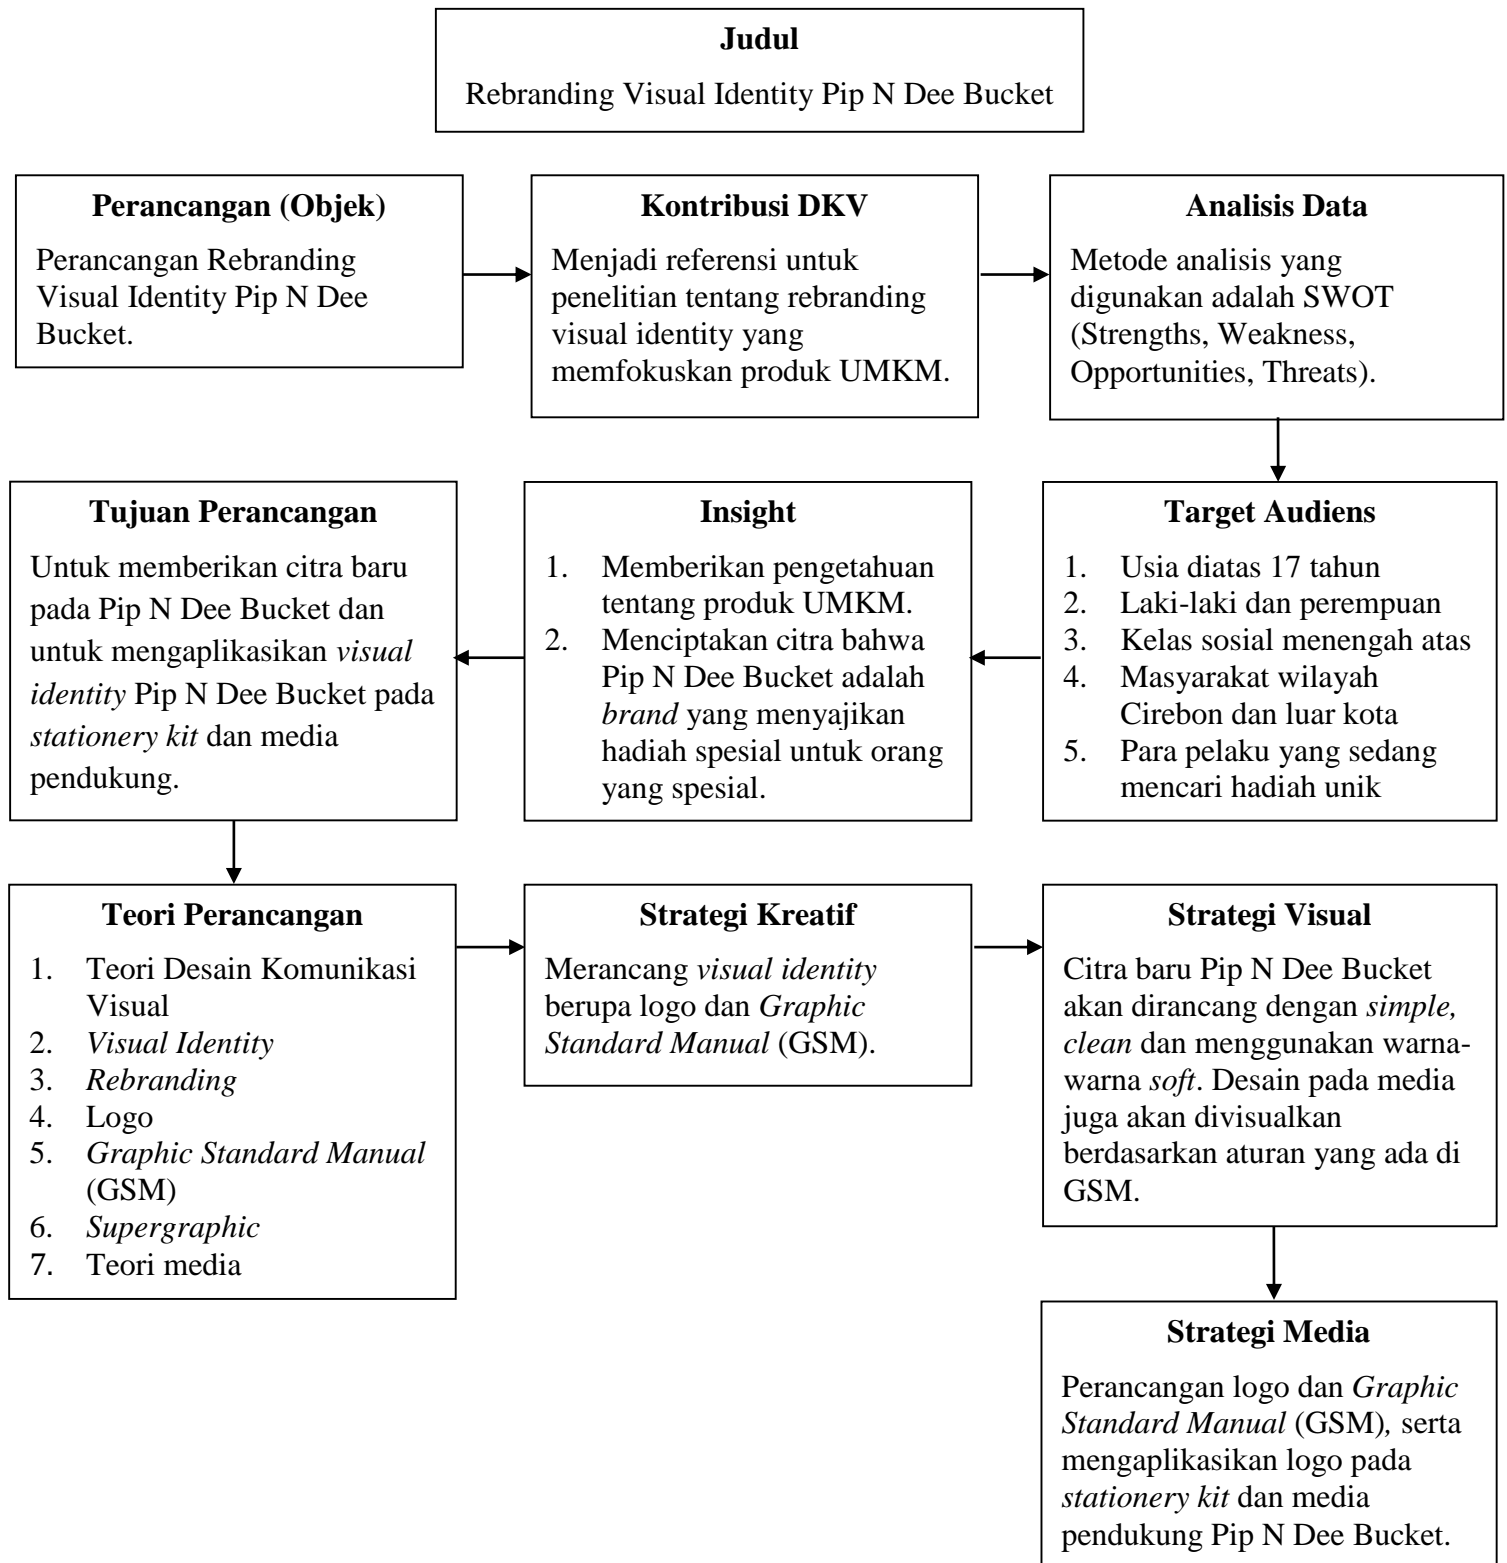 Judul
Rebranding Visual Identity Pip N Dee Bucket
Perancangan (Objek)
Perancangan Rebranding
Visual Identity Pip N Dee
Bucket.
Kontribusi DKV
Menjadi referensi untuk
penelitian tentang rebranding
visual identity yang
memfokuskan produk UMKM.
Analisis Data
Metode analisis yang
digunakan adalah SWOT
(Strengths, Weakness,
Opportunities, Threats).
Target Audiens
1. Usia diatas 17 tahun
2. Laki-laki dan perempuan
3. Kelas sosial menengah atas
4. Masyarakat wilayah
Cirebon dan luar kota
5. Para pelaku yang sedang
mencari hadiah unik
Insight
1. Memberikan pengetahuan
tentang produk UMKM.
2. Menciptakan citra bahwa
Pip N Dee Bucket adalah
brand yang menyajikan
hadiah spesial untuk orang
yang spesial.
Tujuan Perancangan
Untuk memberikan citra baru
pada Pip N Dee Bucket dan
untuk mengaplikasikan visual
identity Pip N Dee Bucket pada
stationery kit dan media
pendukung.
Teori Perancangan
1. Teori Desain Komunikasi
Visual
2. Visual Identity
3. Rebranding
4. Logo
5. Graphic Standard Manual
(GSM)
6. Supergraphic
7. Teori media
Strategi Kreatif
Merancang visual identity
berupa logo dan Graphic
Standard Manual (GSM).
Strategi Visual
Citra baru Pip N Dee Bucket
akan dirancang dengan simple,
clean dan menggunakan warna-
warna soft. Desain pada media
juga akan divisualkan
berdasarkan aturan yang ada di
GSM.
Strategi Media
Perancangan logo dan Graphic
Standard Manual (GSM), serta
mengaplikasikan logo pada
stationery kit dan media
pendukung Pip N Dee Bucket.